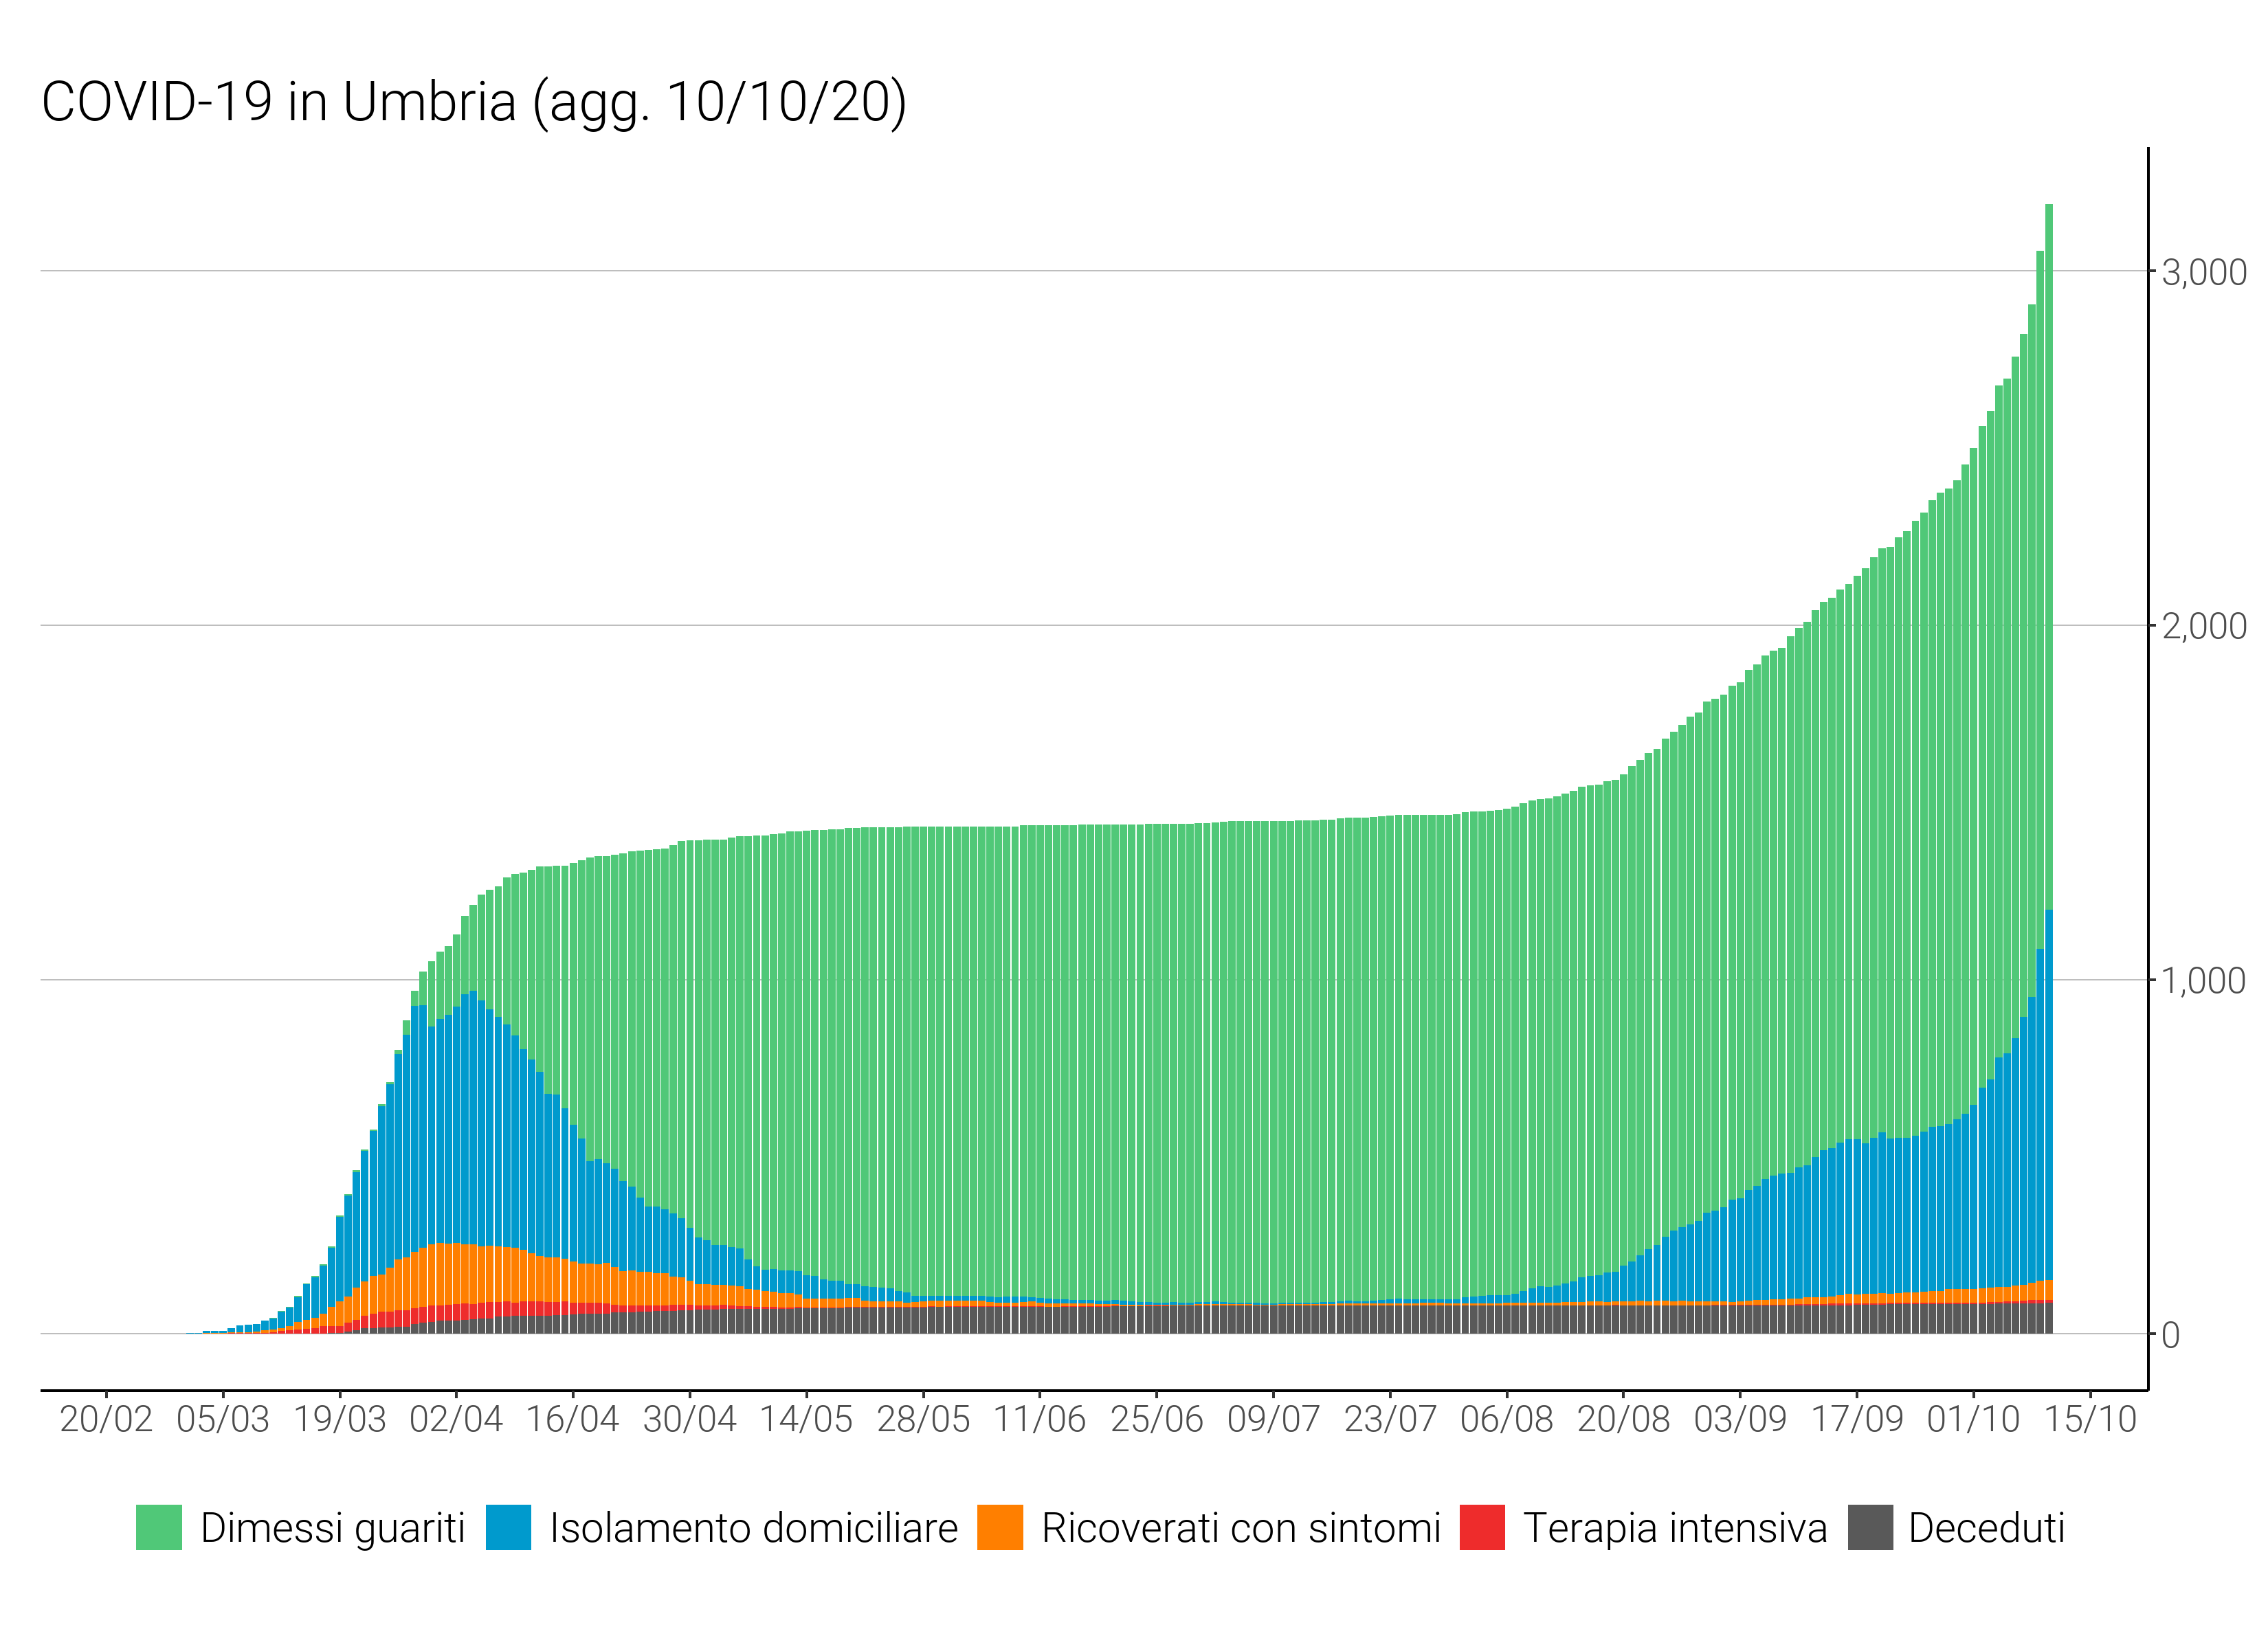 COVID-19 in Umbria (agg. 10/10/20)
3,000
2,000
1,000
0
20/02 05/03 19/03 02/04 16/04 30/04 14/05 28/05 11/06 25/06 09/07 23/07 06/08 20/08 03/09 17/09 01/10 15/10
Dimessi guariti Isolamento domiciliare Ricoverati con sintomi Terapia intensiva Deceduti